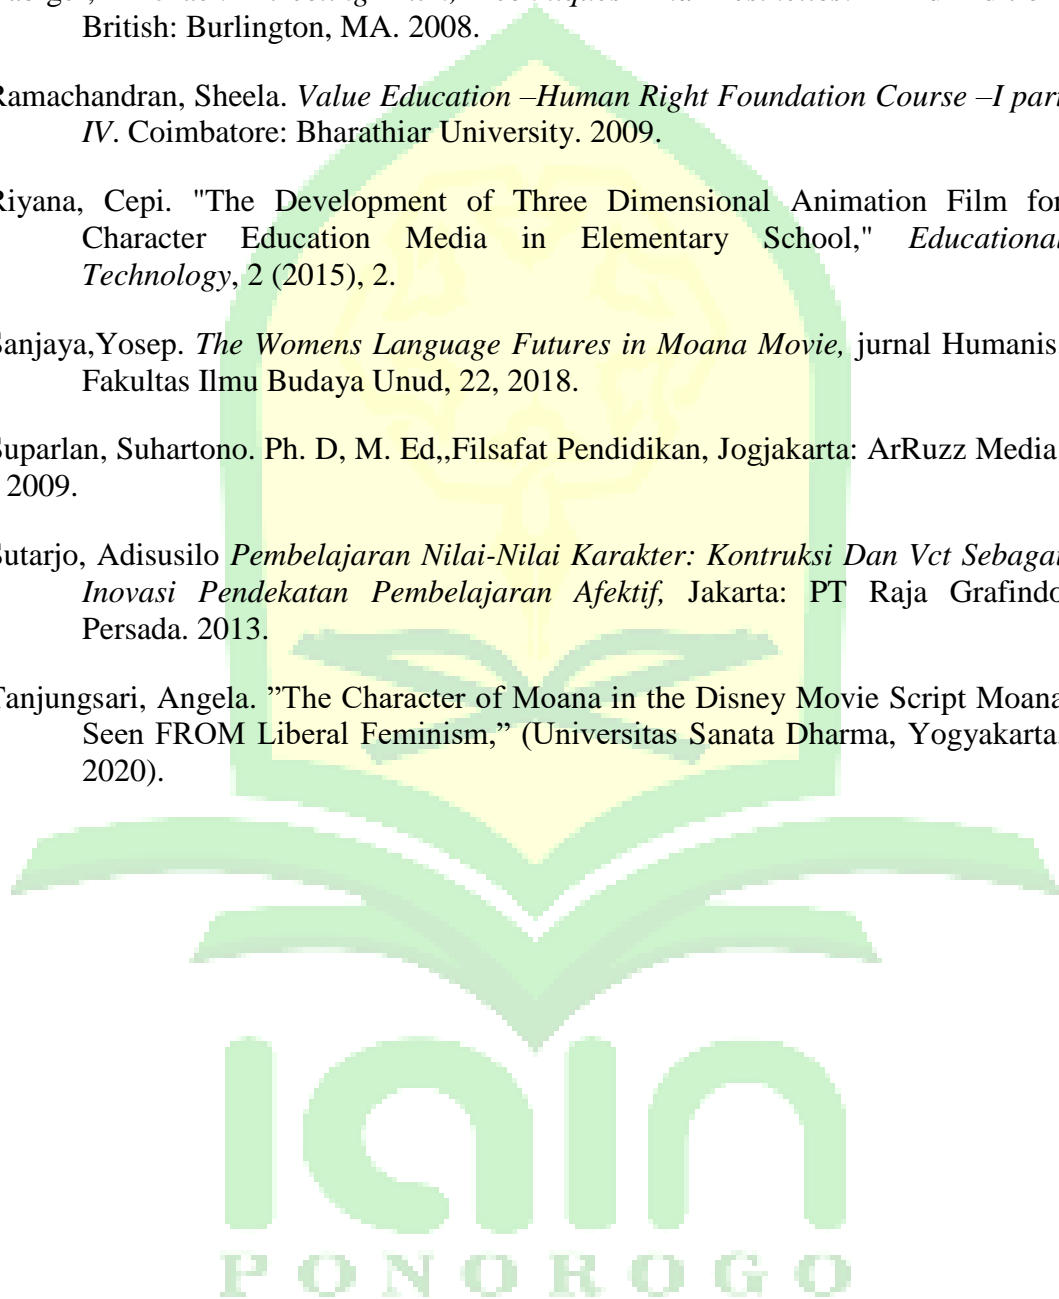 British: Burlington, MA. 2008.
Ramachandran, Sheela. Value Education –Human Right Foundation Course –I part
IV. Coimbatore: Bharathiar University. 2009.
Riyana, Cepi. "The Development of Three Dimensional Animation Film for
Character Education Media in Elementary School," Educational
Technology, 2 (2015), 2.
Sanjaya,Yosep. The Womens Language Futures in Moana Movie, jurnal Humanis
Fakultas Ilmu Budaya Unud, 22, 2018.
Suparlan, Suhartono. Ph. D, M. Ed,,Filsafat Pendidikan, Jogjakarta: ArRuzz Media
2009.
Sutarjo, Adisusilo Pembelajaran Nilai-Nilai Karakter: Kontruksi Dan Vct Sebagai
Inovasi Pendekatan Pembelajaran Afektif, Jakarta: PT Raja Grafindo
Persada. 2013.
Tanjungsari, Angela. ”The Character of Moana in the Disney Movie Script Moana
Seen FROM Liberal Feminism,” (Universitas Sanata Dharma, Yogyakarta,
2020).
iain
PONOROGO